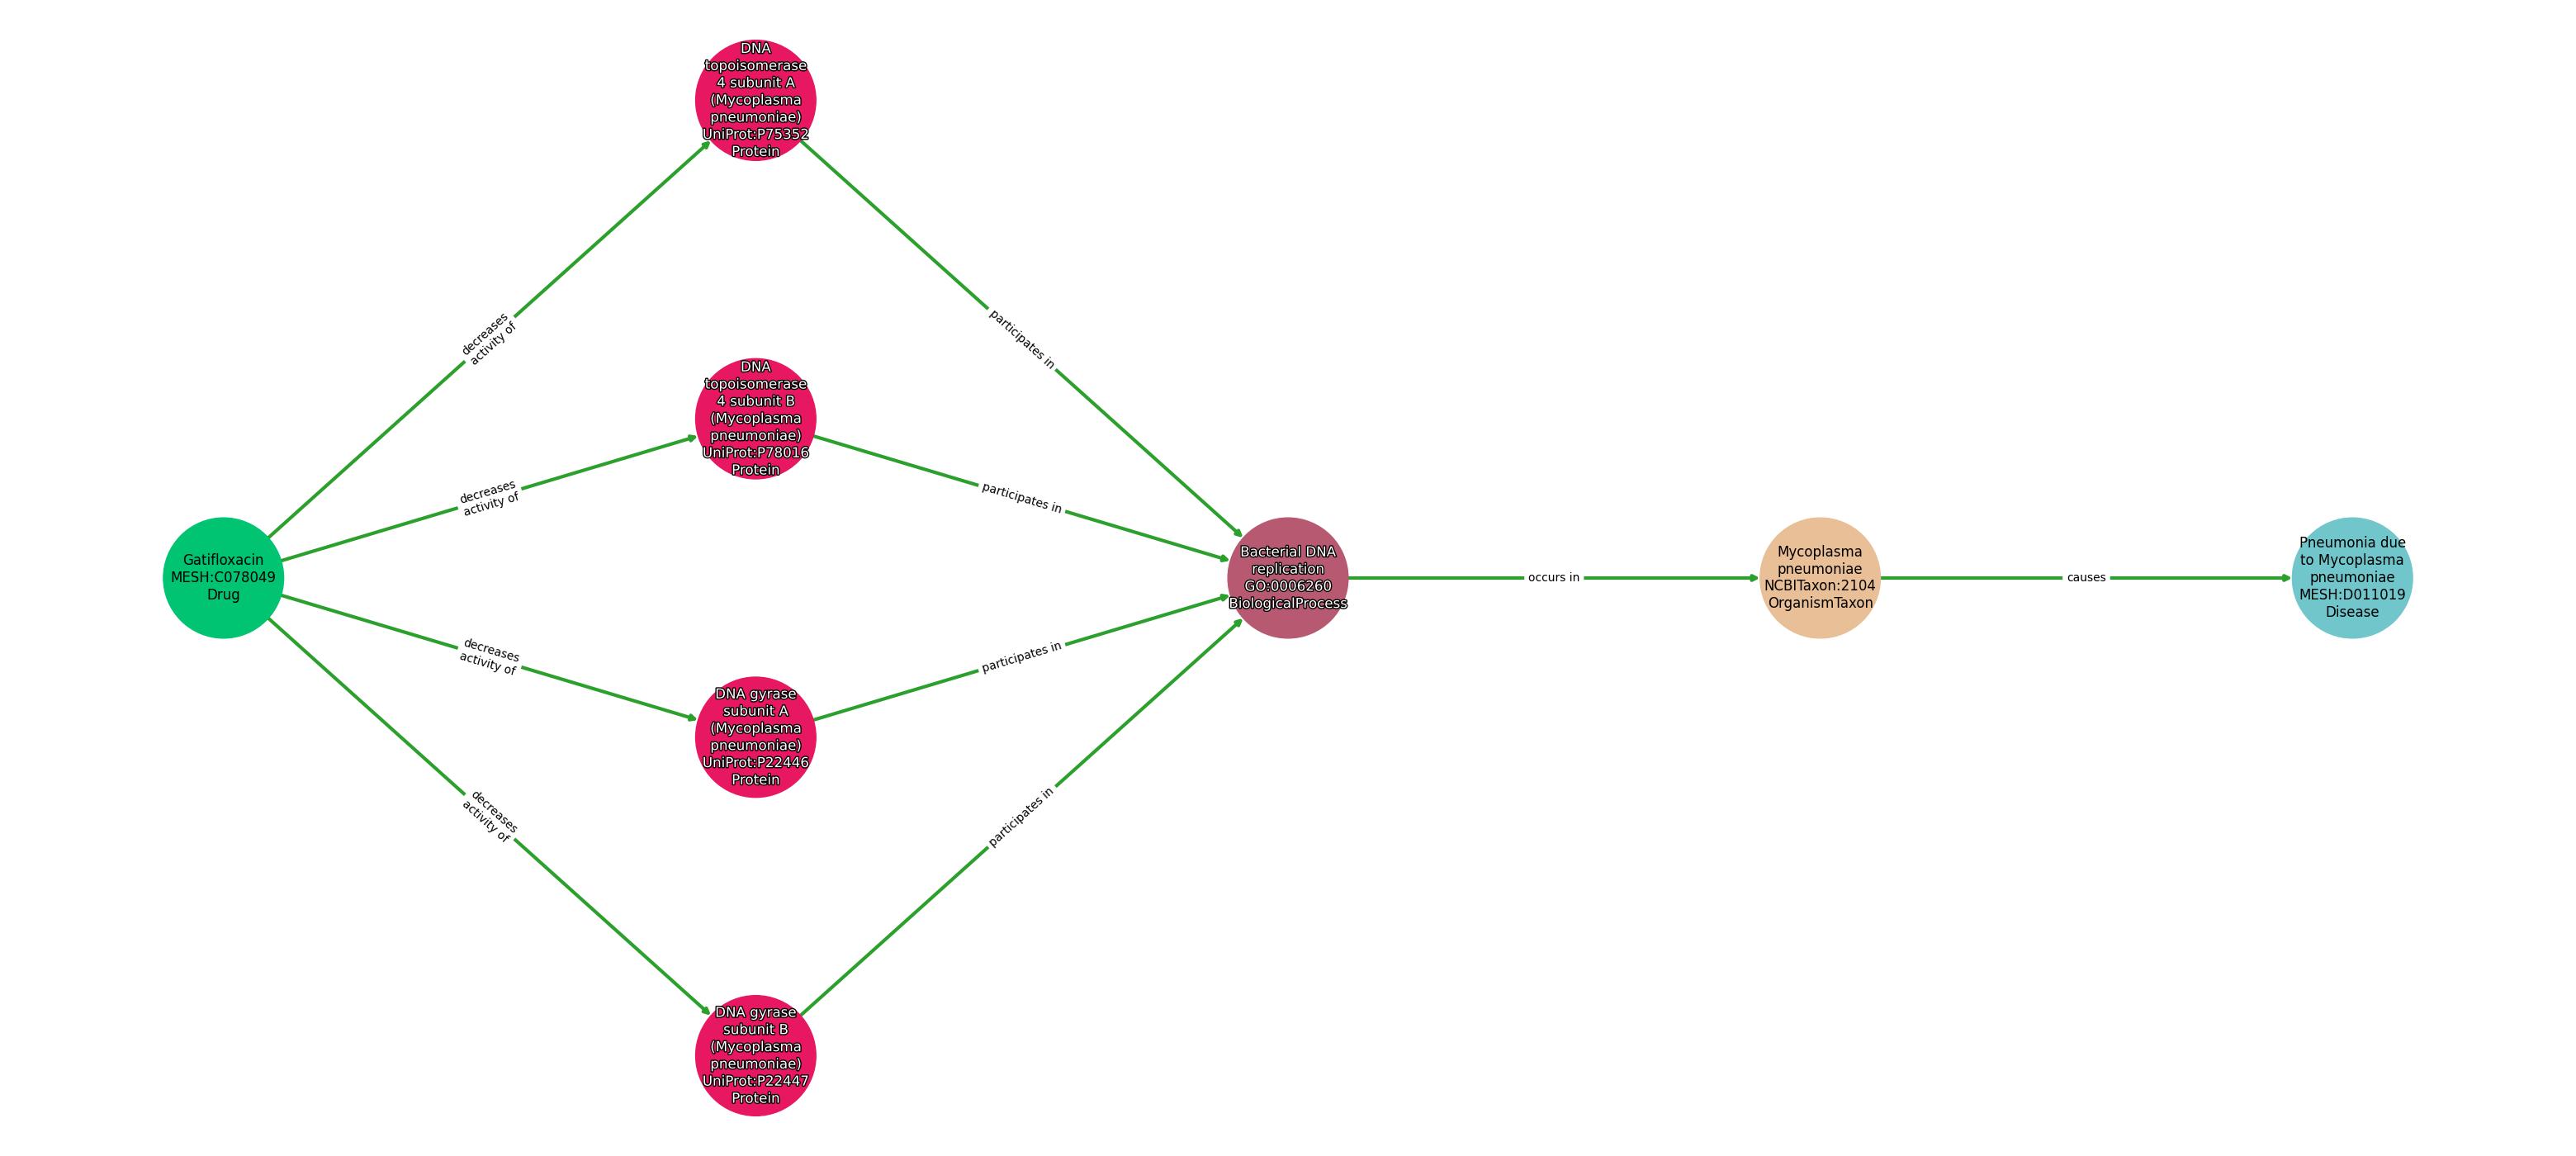 DNA
topoisomerase
4 subunit A
(Mycoplasma
pneumoniae)
UniProt:P75352
Protein
decreases
activity of
participates in
DNA
topoisomerase
4 subunit B
(Mycoplasma
pneumoniae)
UniProt:P78016
Protein
decreases
activity of
participates in
Gatifloxacin
MESH:C078049
Drug
Bacterial DNA
replication
GO:0006260
BiologicalProcess
occurs in
Mycoplasma
pneumoniae
NCBITaxon:2104
OrganismTaxon
causes
Pneumonia due
to Mycoplasma
pneumoniae
MESH:D011019
Disease
decreases
activity of
participates in
DNA gyrase
subunit A
(Mycoplasma
pneumoniae)
UniProt:P22446
Protein
decreases
activity of
participates in
DNA gyrase
subunit B
(Mycoplasma
pneumoniae)
UniProt:P22447
Protein